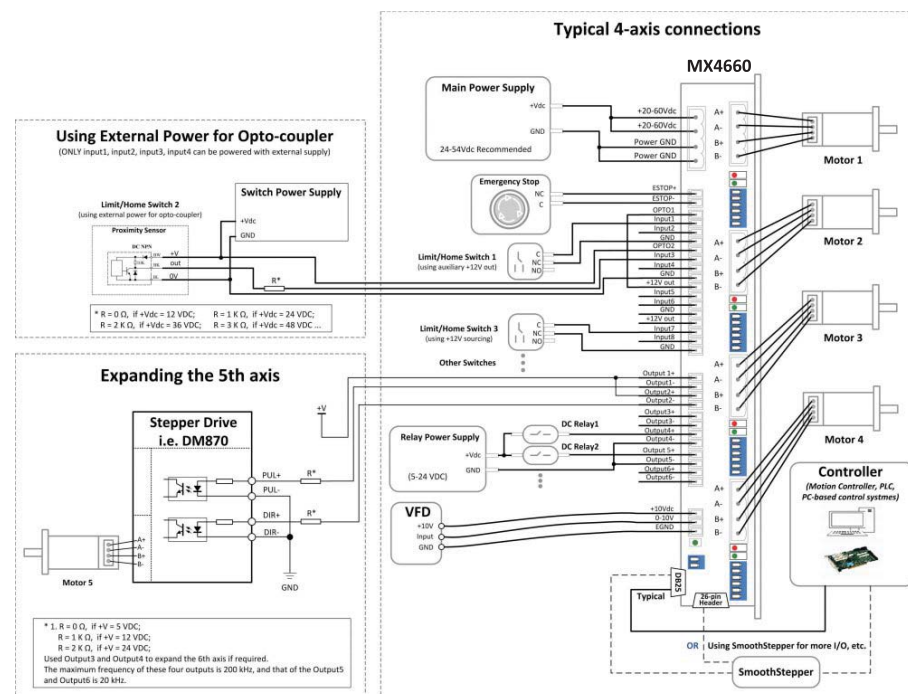 Typical 4-axis connections
MX4660
Main Power Supply
+Vdc
GND
24-54Vdc Recommended
+20-60Vdc
+20-60Vdc
Power GND
Power GND
A+
A-
B+
B-
Motor 1
Emergency Stop
NC
C
ESTOP+
ESTOP-
OPTO1
Input1
Input2
GND
OPTO2
Input3
Input4
GND
+12V out
Input5
Input6
GND
+12V out
Input7
Input8
GND
Limit/Home Switch 1
(using auxiliary +12V out)
C
NC
NO
A+
A-
B+
B-
Motor 2
Limit/Home Switch 3
(using +12V sourcing)
C
NC
NO
Other Switches
A+
A-
B+
B-
Motor 3
Output 1+
Output1-
Output2+
Output2-
Output3+
Output3-
Output4+
Output4-
Output 5+
Output5-
Output6+
Output6-
DC Relay1
DC Relay2
Relay Power Supply
+Vdc
GND
(5-24 VDC)
A+
A-
B+
B-
Motor 4
VFD
+10V
Input
GND
+10Vdc
0-10V
EGND
Controller
(Motion Controller, PLC,
PC-based control systmes)
DB25
26-pin
Header
Typical
OR Using SmoothStepper for more I/O, etc.
SmoothStepper
Using External Power for Opto-coupler
(ONLY input1, input2, input3, input4 can be powered with external supply)
Limit/Home Switch 2
(using external power for opto-coupler)
Proximity Sensor
DC NPN
+V
out
0V
Switch Power Supply
+Vdc
GND
R*
* R = 0 Ω, if +Vdc = 12 VDC; R = 1 K Ω, if +Vdc = 24 VDC;
R = 2 K Ω, if +Vdc = 36 VDC; R = 3 K Ω, if +Vdc = 48 VDC ...
Expanding the 5th axis
+V
Stepper Drive
i.e. DM870
PUL+
PUL-
DIR+
DIR-
R*
R*
GND
A+
A-
B+
B-
Motor 5
* 1. R = 0 Ω, if +V = 5 VDC;
R = 1 K Ω, if +V = 12 VDC;
R = 2 K Ω, if +V = 24 VDC;
Used Output3 and Output4 to expand the 6th axis if required.
The maximum frequency of these four outputs is 200 kHz, and that of the Output5
and Output6 is 20 kHz.